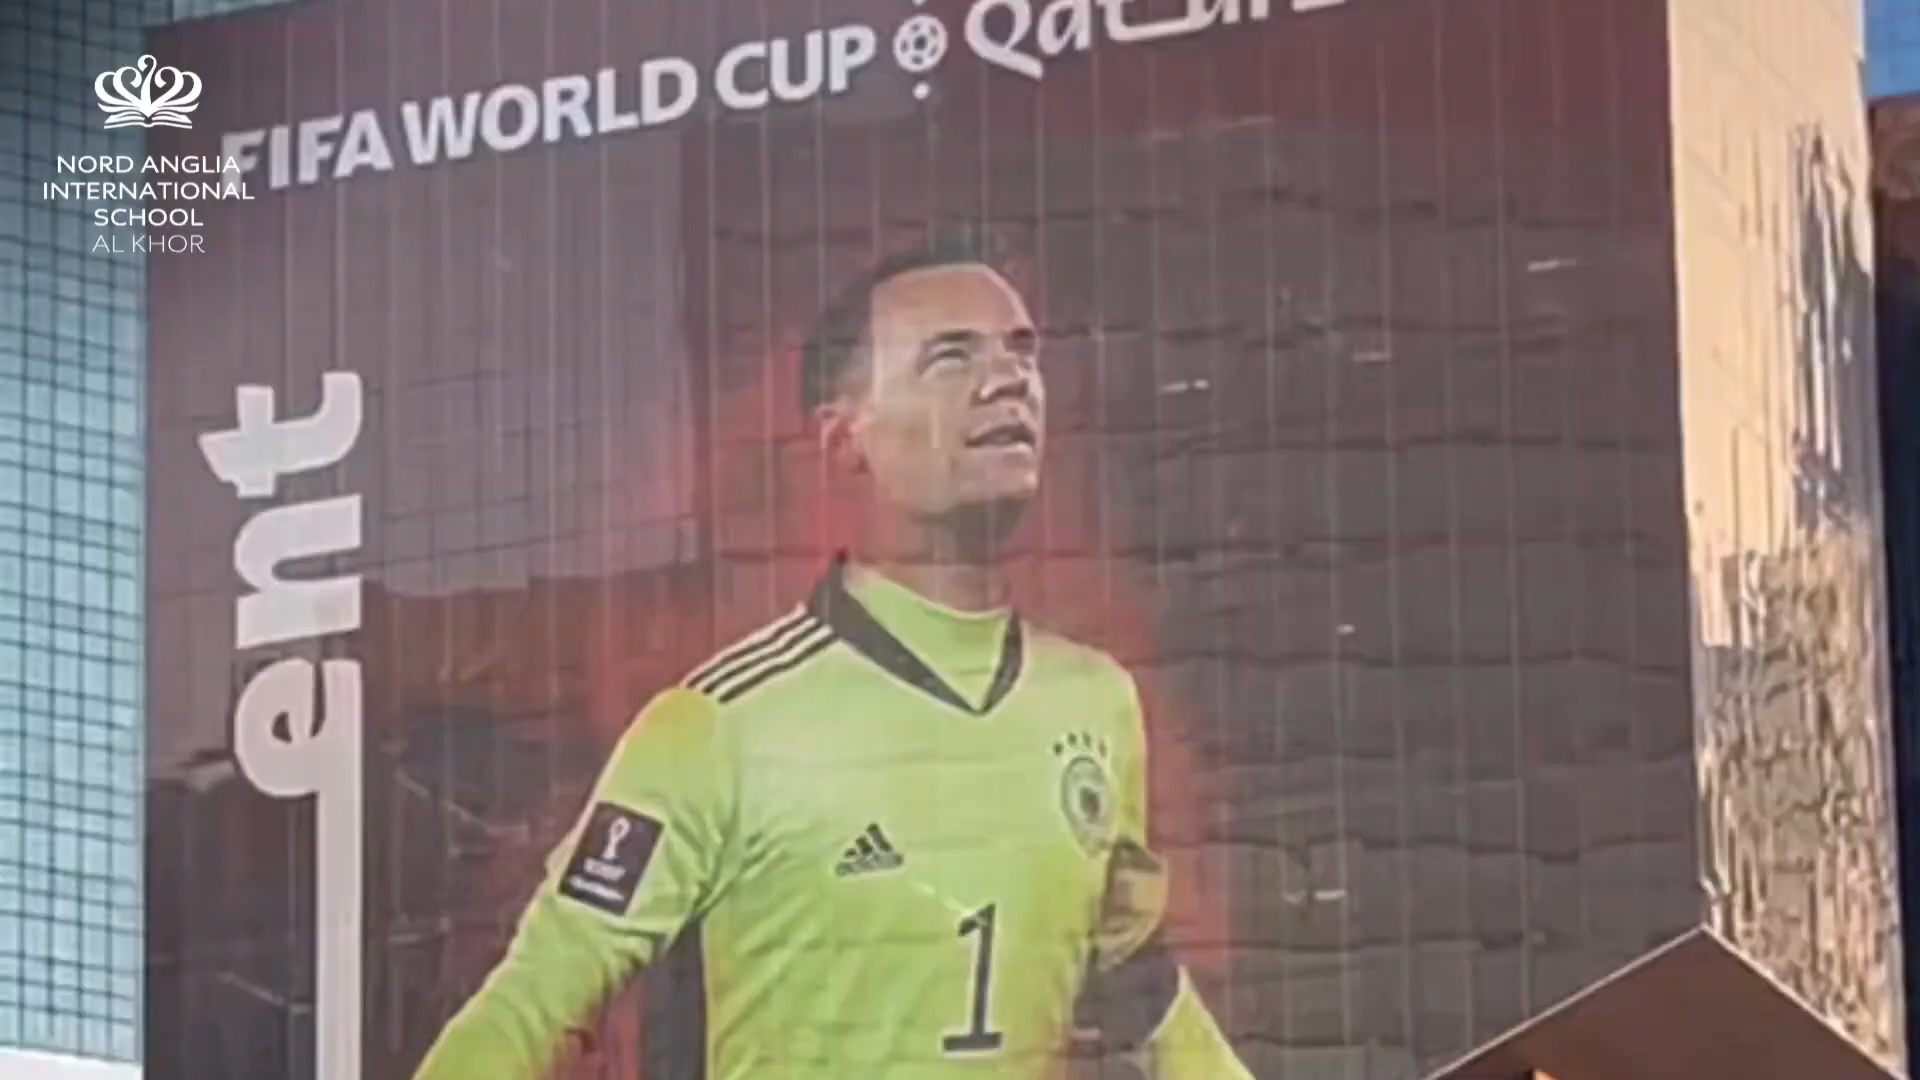 NORD ANGLIA
INTERNATIONAL
SCHOOL
AL KHOR
FIFA WORLD CUP
ent
1